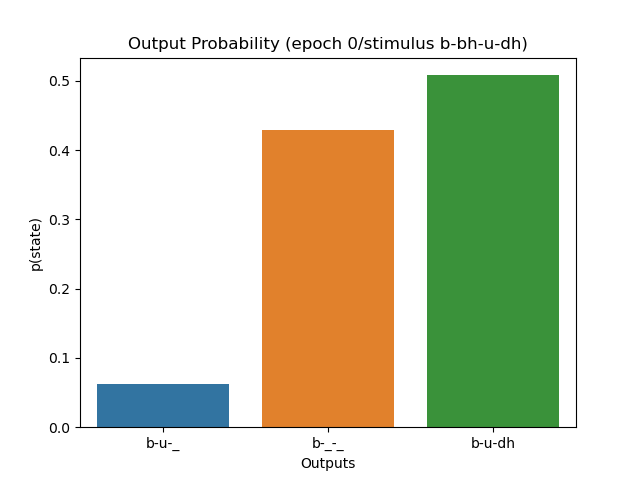 Output Probability (epoch 0/stimulus b-bh-u-dh)
0.5
0.4
0.3
0.2
0.1
0.0
p(state)
b-u-_ b-_-_ b-u-dh
Outputs